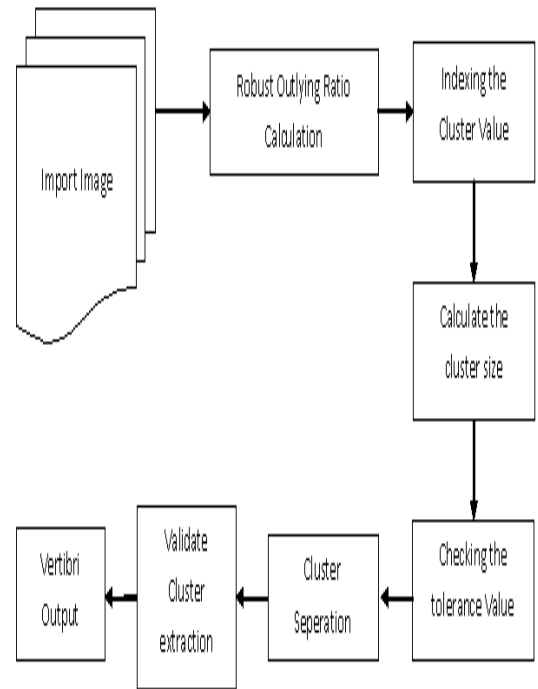 Import Image
Robust Outlying Ratio
Calculation
Indexing the
Cluster Value
Calculate the
cluster size
Checking the
tolerance Value
Cluster
Seperation
Validate
Cluster
extraction
Vertibri
Output